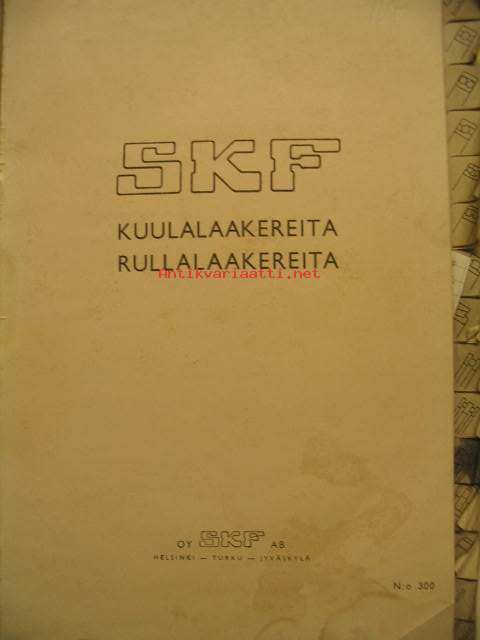 SKF
KUULALAAKEREITA
RULLALAAKEREITA
Antikvariaatti.net
OY SKF AB
HELSINKI — TURKU — JYVÄSKYLÄ
N:o 300